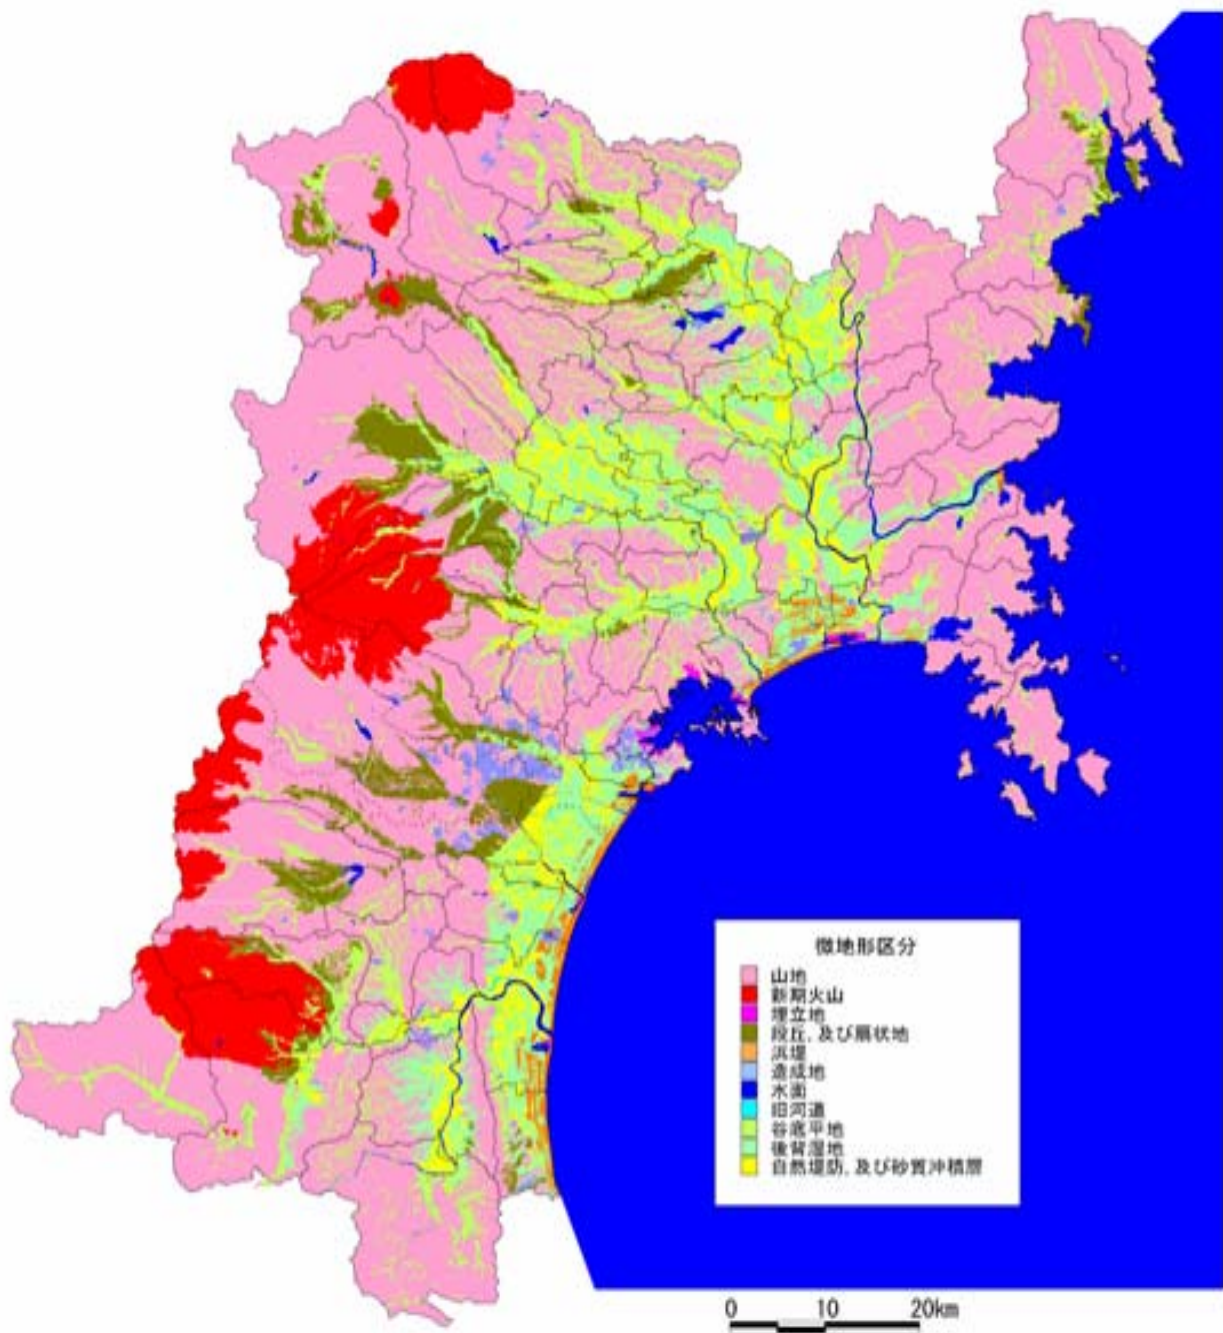 微地形区分
山地
新期火山
埋立地
段丘,及び扇状地
浜堤
造成地
水面
旧河道
谷底平地
後背湿地
自然堤防,及び砂質沖積層
0 10 20km